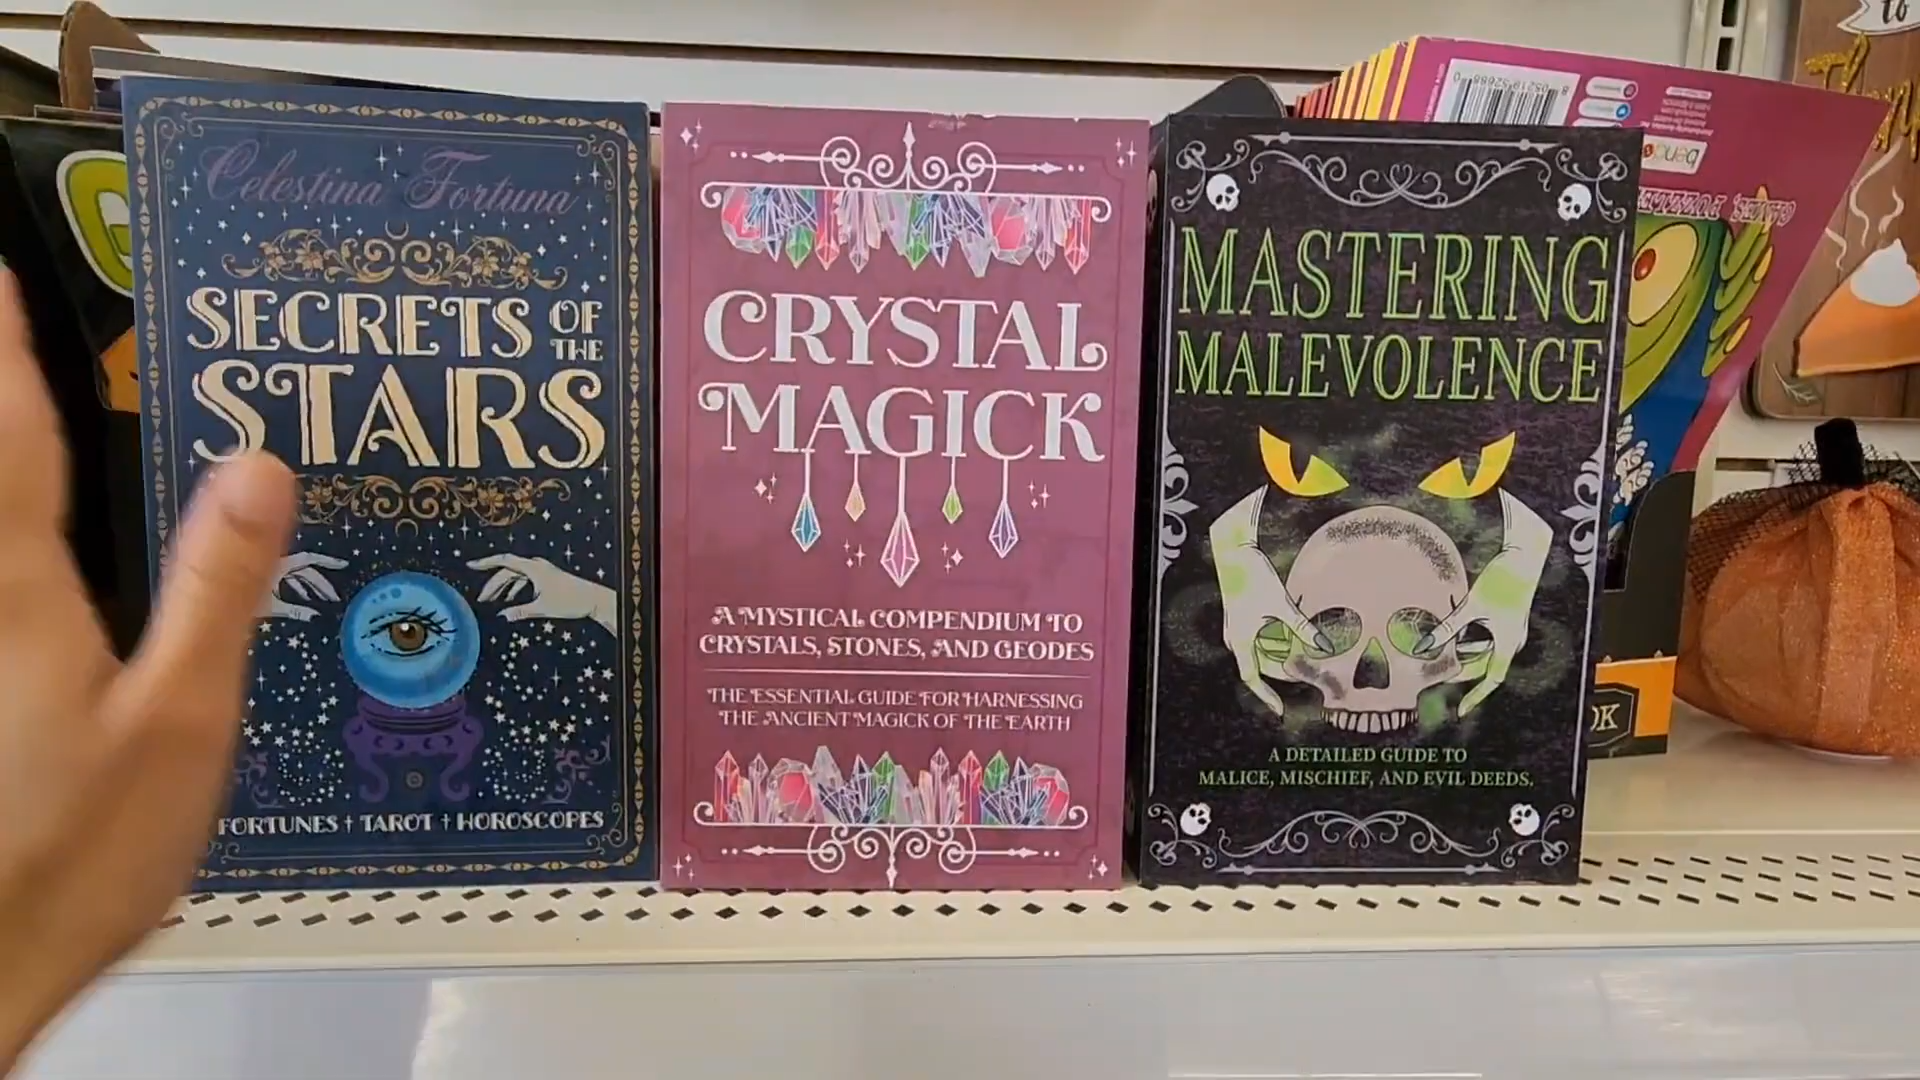 Celestina Fortuna
SECRETS OF THE
STARS
FORTUNES † TAROT † HOROSCOPES
CRYSTAL
MAGICK
A MYSTICAL COMPENDIUM TO
CRYSTALS, STONES, AND GEODES
THE ESSENTIAL GUIDE FOR HARNESSING
THE ANCIENT MAGICK OF THE EARTH
MASTERING
MALEVOLENCE
A DETAILED GUIDE TO
MALICE, MISCHIEF, AND EVIL DEEDS.
to